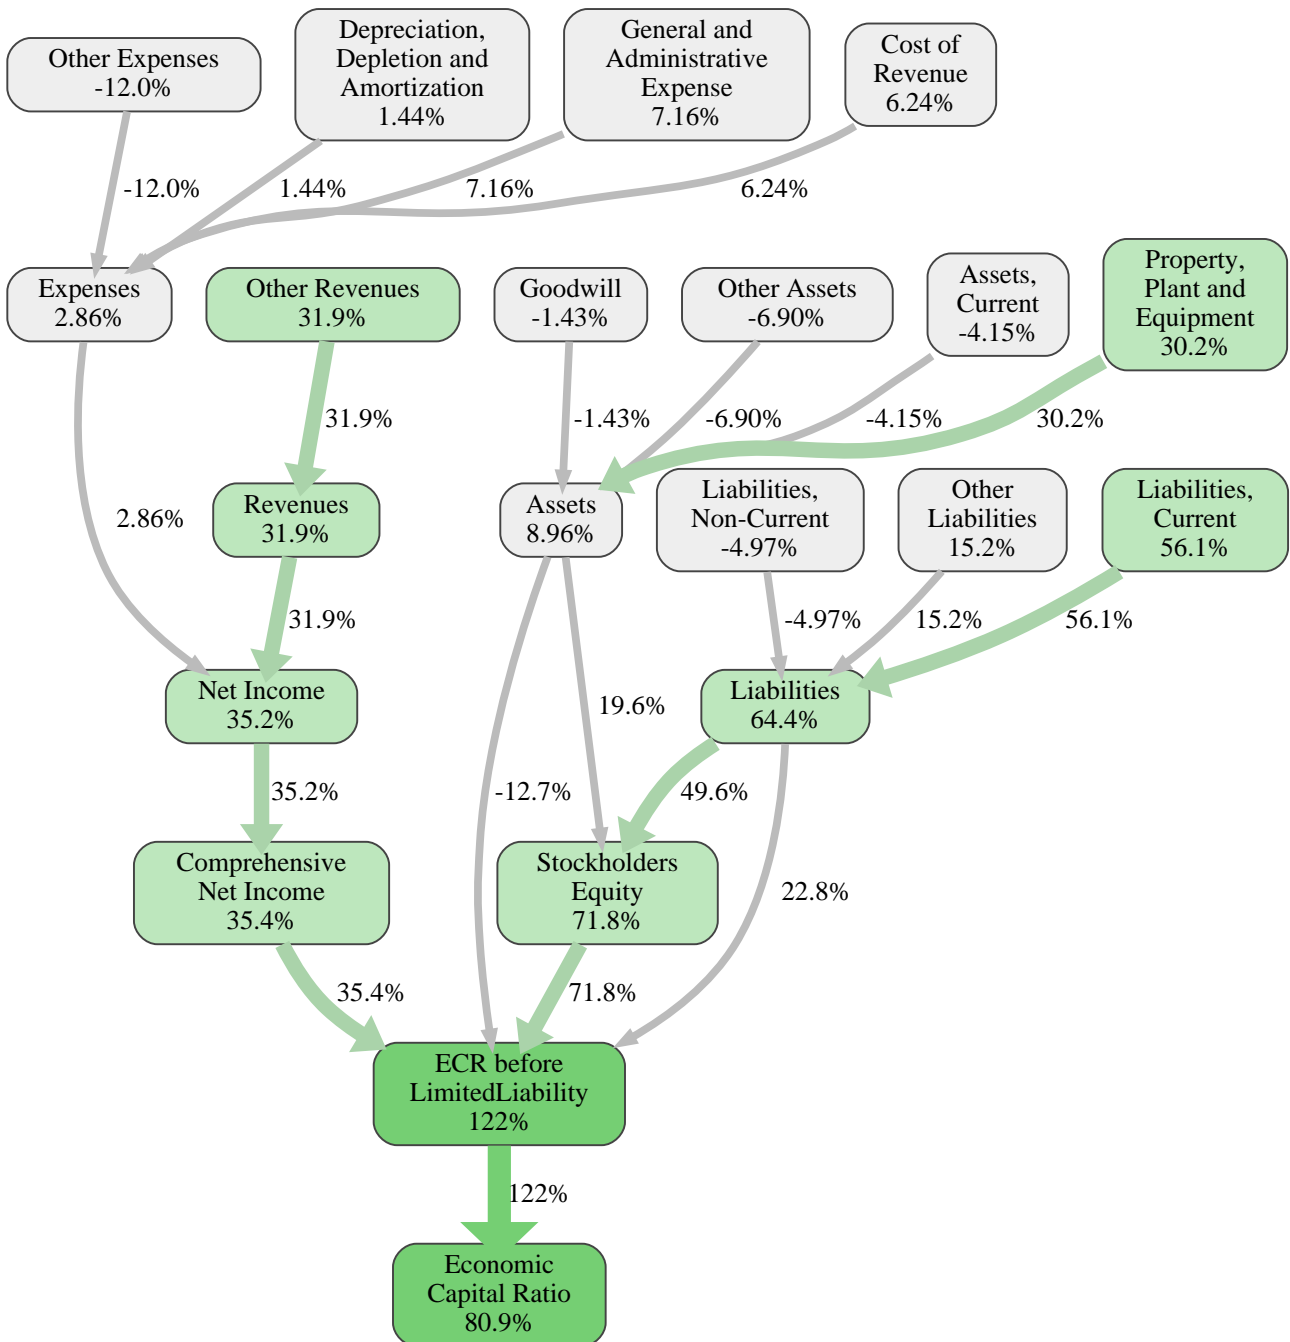 Other Expenses
-12.0%
Depreciation,
Depletion and
Amortization
1.44%
General and
Administrative
Expense
7.16%
Cost of
Revenue
6.24%
-12.0%
1.44%
7.16%
6.24%
Expenses
2.86%
Other Revenues
31.9%
Goodwill
-1.43%
Other Assets
-6.90%
Assets,
Current
-4.15%
Property,
Plant and
Equipment
30.2%
31.9%
-1.43%
-6.90%
-4.15%
30.2%
2.86%
Revenues
31.9%
Assets
8.96%
Liabilities,
Non-Current
-4.97%
Other
Liabilities
15.2%
Liabilities,
Current
56.1%
31.9%
-4.97%
15.2%
56.1%
Net Income
35.2%
19.6%
Liabilities
64.4%
35.2%
-12.7%
49.6%
Comprehensive
Net Income
35.4%
Stockholders
Equity
71.8%
22.8%
35.4%
71.8%
ECR before
LimitedLiability
122%
122%
Economic
Capital Ratio
80.9%